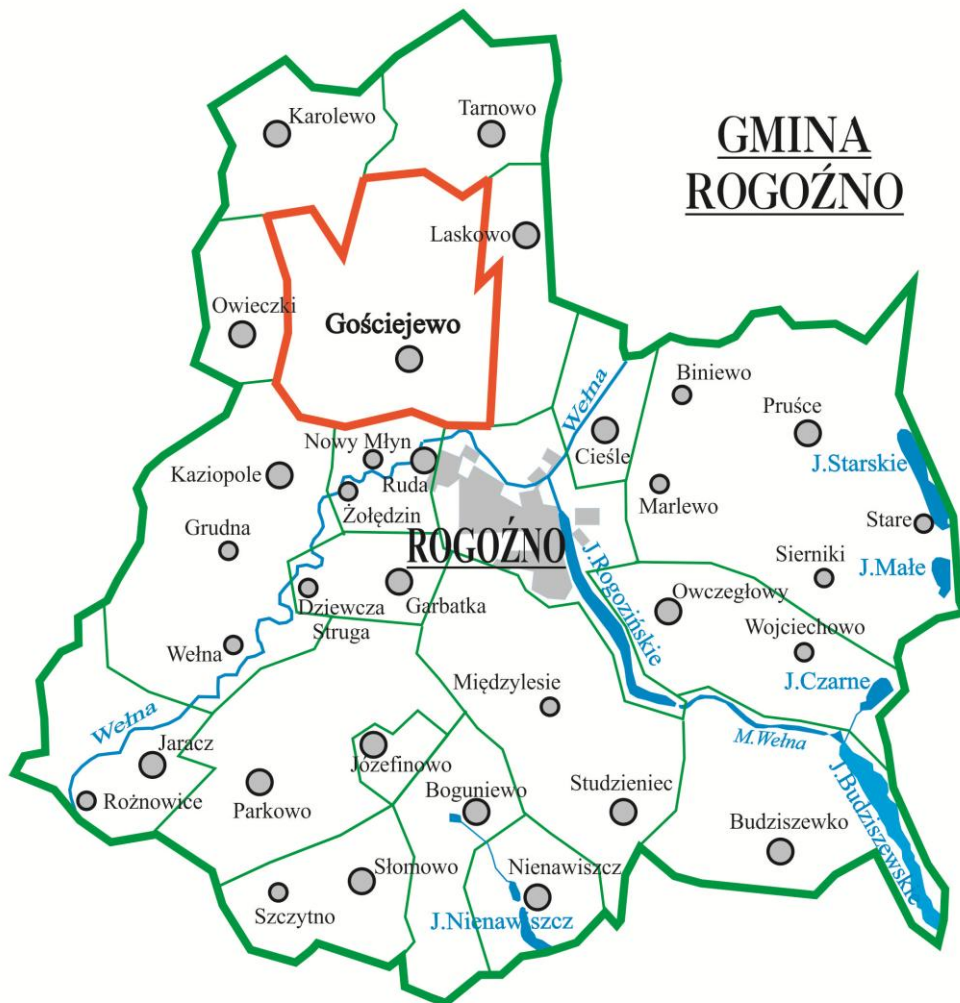 Karolewo
Tarnowo
GMINA
ROGOŹNO
Laskowo
Owieczki
Gościejewo
Wełna
Biniewo
Pruśce
Cieśle
Nowy Młyn
Kaziopole
Ruda
J.Starskie
Marlewo
Żołędzin
Stare
Grudna
ROGOŹNO
Sierniki
J.Małe
J.Rogozińskie
Dziewcza
Struga
Garbatka
Owczegłowy
Wojciechowo
Wełna
J.Czarne
Międzylesie
Wełna
M.Wełna
Jaracz
Józefinowo
Rożnowice
Parkowo
Boguniewo
Studzieniec
J.Budziszewskie
Budziszewko
Słomowo
Nienawiszcz
Szczytno
J.Nienawiszcz